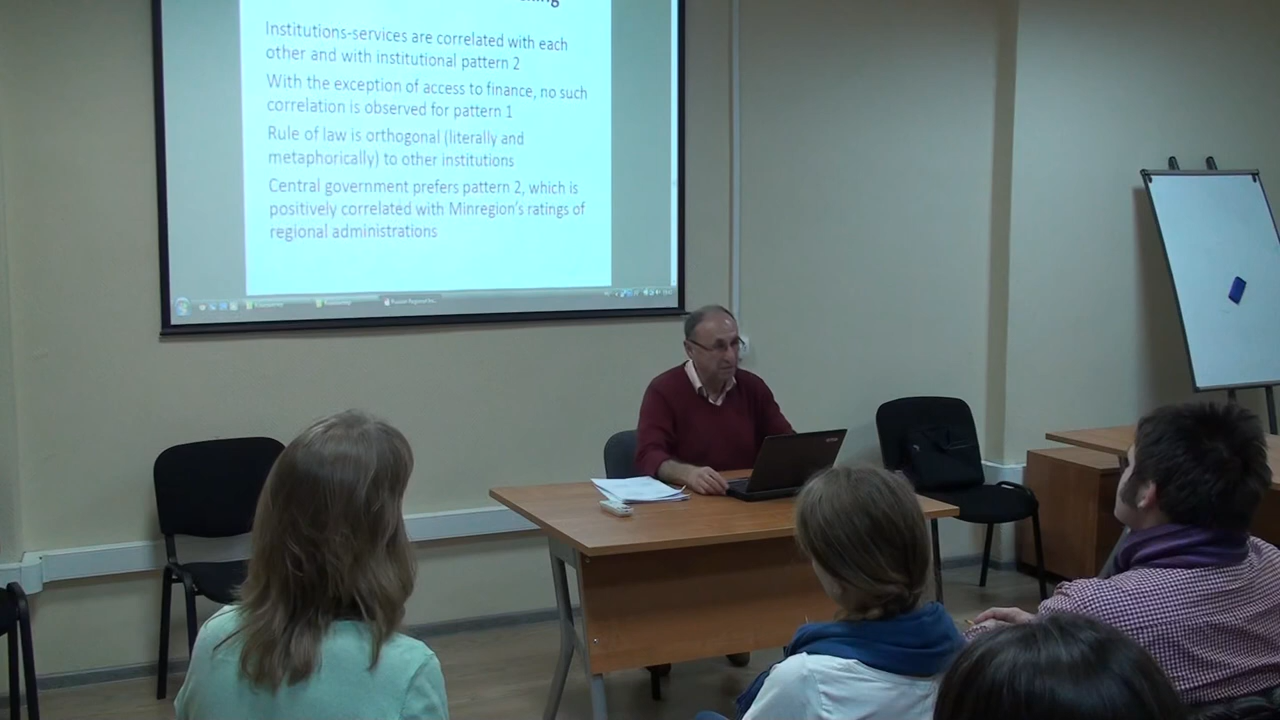 Institutions-services are correlated with each
other and with institutional pattern 2
With the exception of access to finance, no such
correlation is observed for pattern 1
Rule of law is orthogonal (literally and
metaphorically) to other institutions
Central government prefers pattern 2, which is
positively correlated with Minregion's ratings of
regional administrations